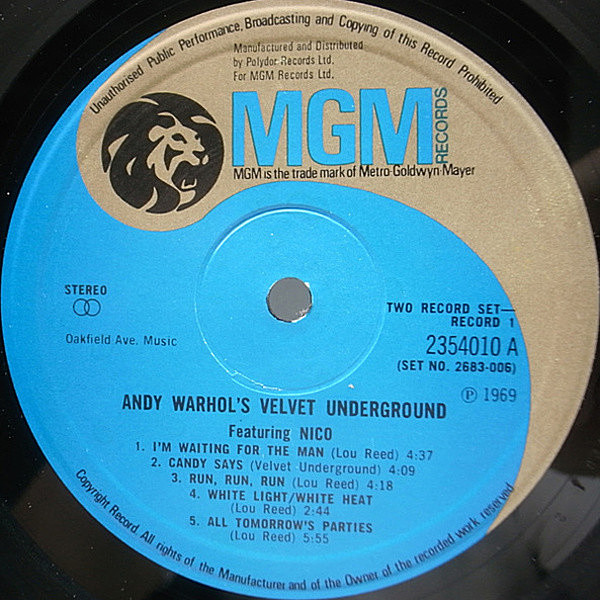 Unauthorised Public Performance, Broadcasting and Copying of this Record Prohibited
Manufactured and Distributed
by Polydor Records Ltd.
For MGM Records Ltd.
MGM
RECORDS
MGM is the trade mark of Metro-Goldwyn-Mayer
STEREO
Oakfield Ave. Music
TWO RECORD SET—
RECORD 1
2354010 A
(SET NO. 2683-006)
℗ 1969
ANDY WARHOL'S VELVET UNDERGROUND
Featuring NICO
1. I'M WAITING FOR THE MAN (Lou Reed) 4:37
2. CANDY SAYS (Velvet Underground) 4:09
3. RUN, RUN, RUN (Lou Reed) 4:18
4. WHITE LIGHT/WHITE HEAT
(Lou Reed) 2:44
5. ALL TOMORROW'S PARTIES
(Lou Reed) 5:55
Copyright Record. All rights of the Manufacturer and of the Owner of the recorded work reserved